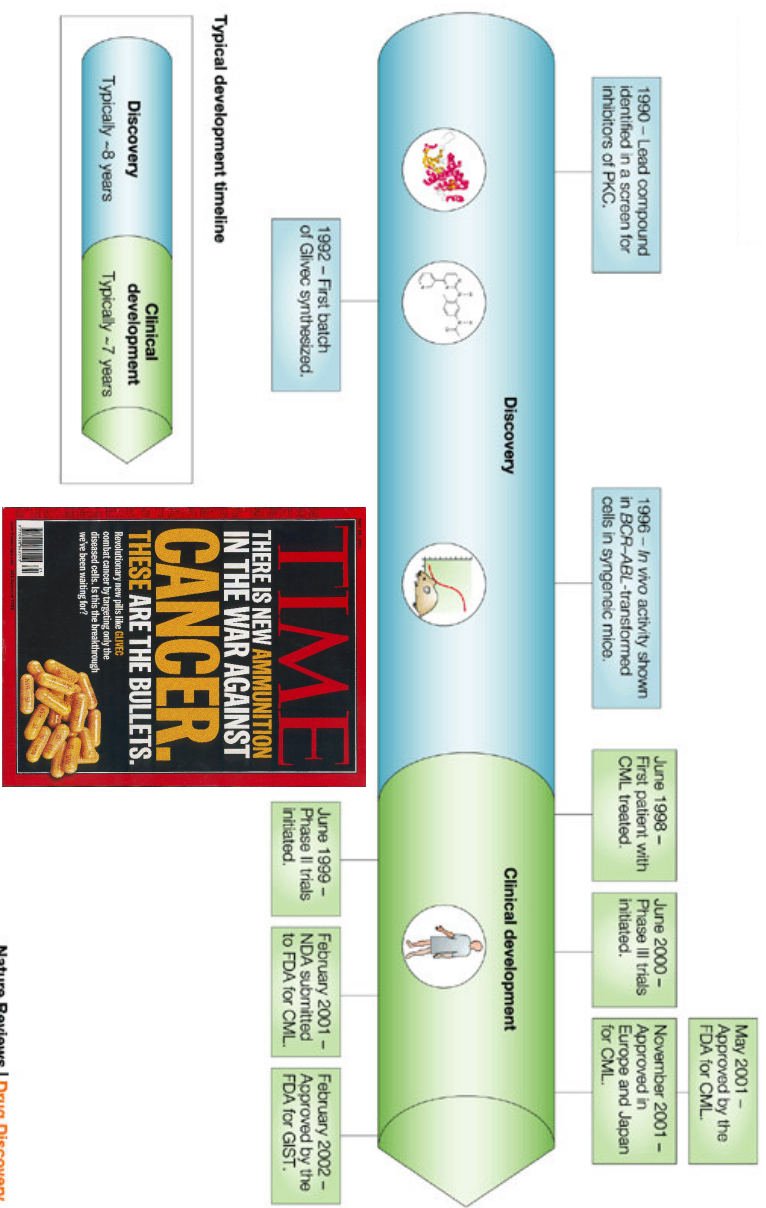 1990 – Lead compound
identified in a screen for
inhibitors of PKC.
1996 – In vivo activity shown
in BCR–ABL-transformed
cells in syngeneic mice.
June 1998 –
First patient with
CML treated.
June 2000 –
Phase III trials
initiated.
May 2001 –
Approved by the
FDA for CML.
November 2001 –
Approved in
Europe and Japan
for CML.
Discovery
Clinical development
1992 – First batch
of Glivec synthesized.
June 1999 –
Phase II trials
initiated.
February 2001 –
NDA submitted
to FDA for CML.
February 2002 –
Approved by the
FDA for GIST.
Typical development timeline
Discovery
Typically ~8 years
Clinical
development
Typically ~7 years
TIME
THERE IS NEW AMMUNITION
IN THE WAR AGAINST
CANCER.
THESE ARE THE BULLETS.
Revolutionary new pills like GLIVEC
combat cancer by targeting only the
diseased cells. Is this the breakthrough
we've been waiting for?
Nature Reviews | Drug Discovery